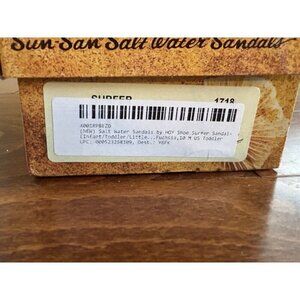 Sun-San Salt Water Sandals
SURFER 1718
(NEW) Salt Water Sandals by HOY Shoe Surfer Sandal-
(Infant/Toddler/Little...,Fuchsia,10 M US Toddler